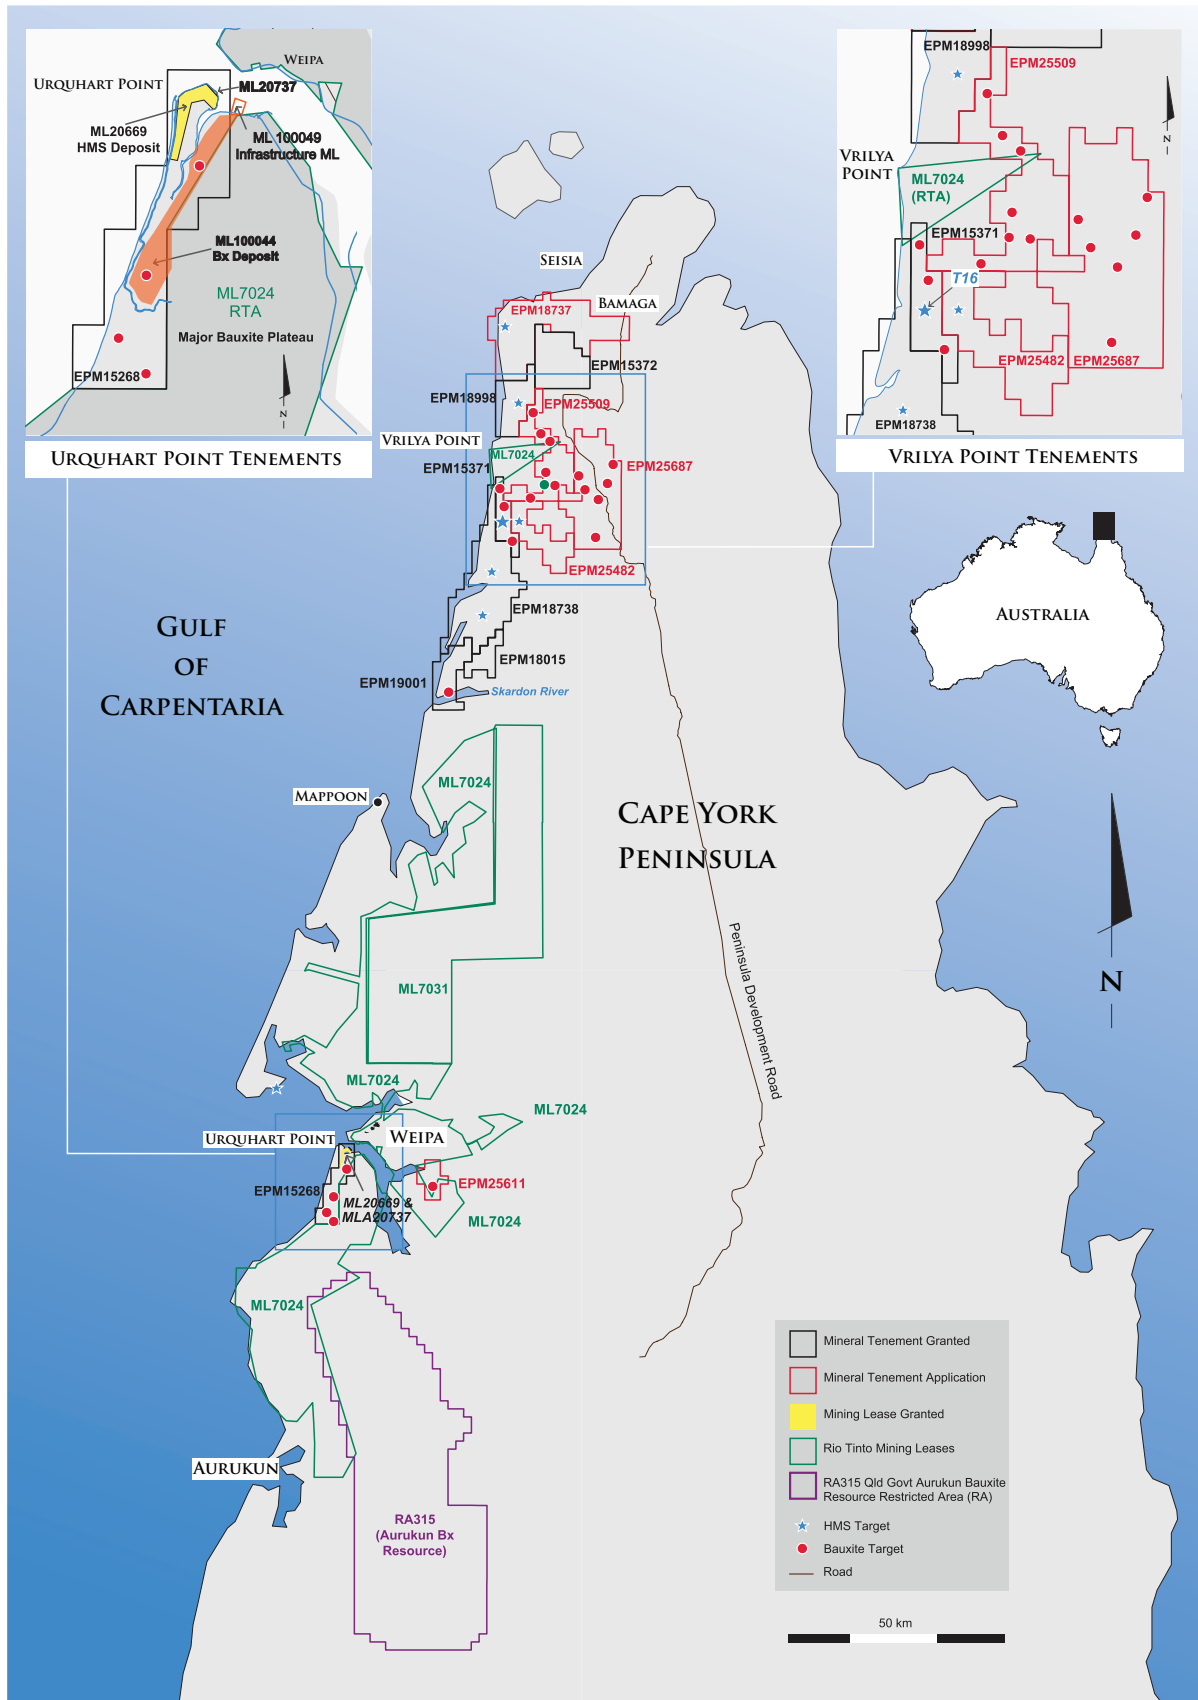 WEIPA
URQUHART POINT
ML20737
ML20669
HMS Deposit
ML 100049
Infrastructure ML
ML100044
Bx Deposit
ML7024
RTA
Major Bauxite Plateau
EPM15268
N
URQUHART POINT TENEMENTS
EPM18998
EPM25509
N
VRILYA
POINT
ML7024
(RTA)
EPM15371
T16
EPM25482
EPM25687
EPM18738
VRILYA POINT TENEMENTS
SEISIA
BAMAGA
EPM18737
EPM15372
EPM18998
EPM25509
VRILYA POINT
ML7024
EPM15371
EPM25687
EPM25482
EPM18738
EPM18015
EPM19001
Skardon River
AUSTRALIA
GULF
OF
CARPENTARIA
ML7024
MAPPOON
CAPE YORK
PENINSULA
Peninsula Development Road
N
ML7031
ML7024
ML7024
URQUHART POINT
WEIPA
EPM15268
ML20669 &
MLA20737
EPM25611
ML7024
ML7024
AURUKUN
RA315
(Aurukun Bx
Resource)
Mineral Tenement Granted
Mineral Tenement Application
Mining Lease Granted
Rio Tinto Mining Leases
RA315 Qld Govt Aurukun Bauxite
Resource Restricted Area (RA)
HMS Target
Bauxite Target
Road
50 km